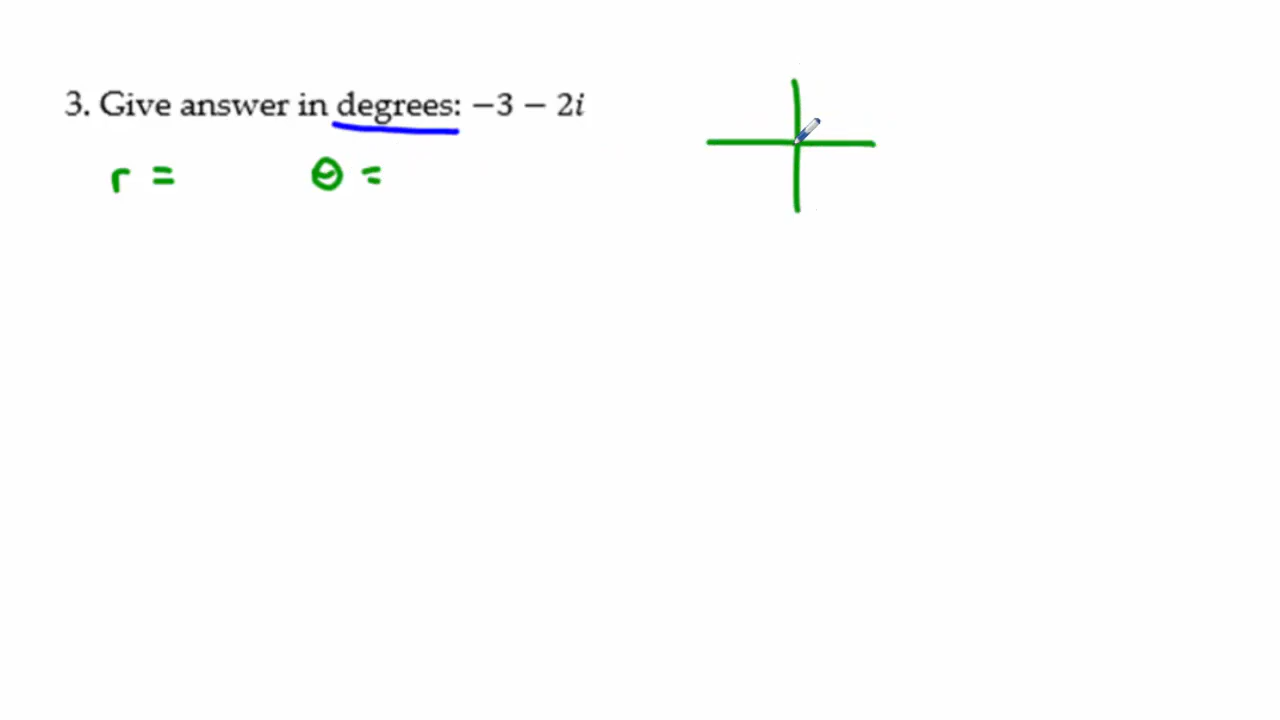 3. Give answer in degrees: −3 − 2i
r = θ =